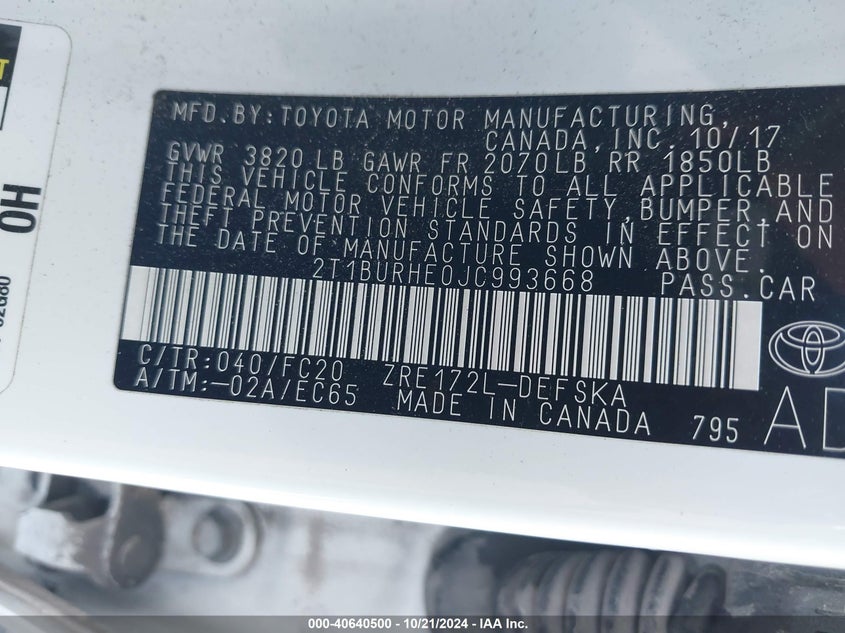 MFD. BY: TOYOTA MOTOR MANUFACTURING,
CANADA, INC. 10/17
GVWR 3820 LB GAWR FR 2070LB RR 1850LB
THIS VEHICLE CONFORMS TO ALL APPLICABLE
FEDERAL MOTOR VEHICLE SAFETY, BUMPER, AND
THEFT PREVENTION STANDARDS IN EFFECT ON
THE DATE OF MANUFACTURE SHOWN ABOVE.
2T1BURHE0JC993668 PASS. CAR
C/TR: 040/FC20 ZRE172L-DEFSKA
A/TM: -02A/EC65 MADE IN CANADA 795
AD
OH
000-40640500 | 10/21/2024 | IAA Inc.